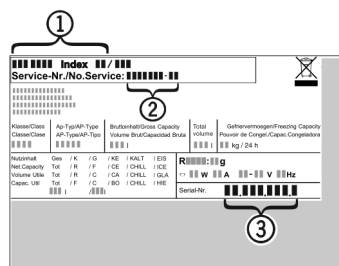 ①
Index /
Service-Nr./No.Service: -
②
Klasse/Class Ap-Typ/AP-Type Bruttoinhalt/Gross Capacity Total Gefriervermoegen/Freezing Capacity
Classe/Clase AP-Type/AP-Tipo Volume Brut/Capacidad Bruta volume Pouvoir de Congel./Capac.Congeladora
l l kg / 24 h
Nutzinhalt Ges / K / G / KE / KALT / EIS
Net.Capacity Tot / R / F / CE / CHILL / ICE
Volume Utile Tot / R / C / CA / CHILL / GLA
Capac. Util Tot / F / C / BO / CHILL / HIE
l / l
R : g
W A - V Hz
Serial-Nr. . . .
③